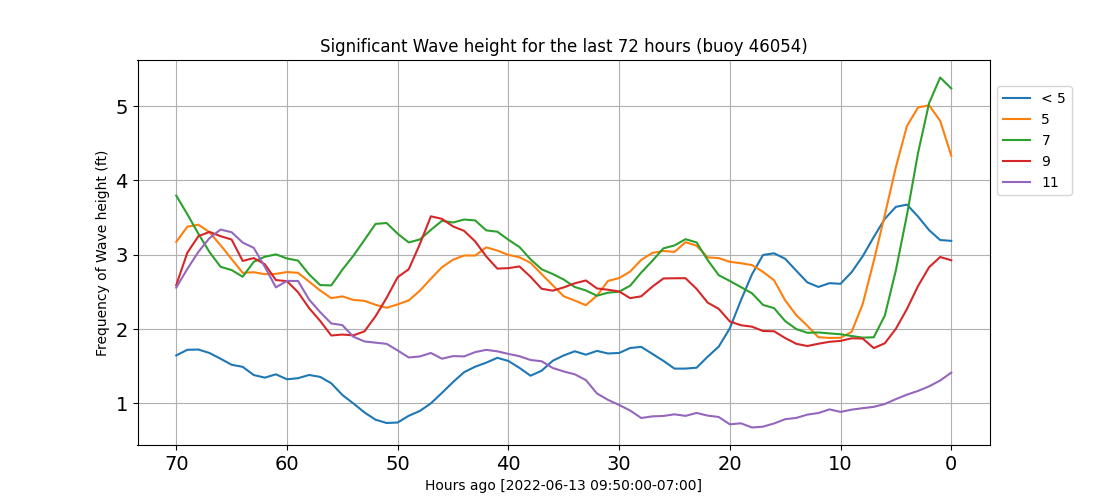 Significant Wave height for the last 72 hours (buoy 46054)
Frequency of Wave height (ft)
5
4
3
2
1
70 60 50 40 30 20 10 0
Hours ago [2022-06-13 09:50:00-07:00]
< 5
5
7
9
11